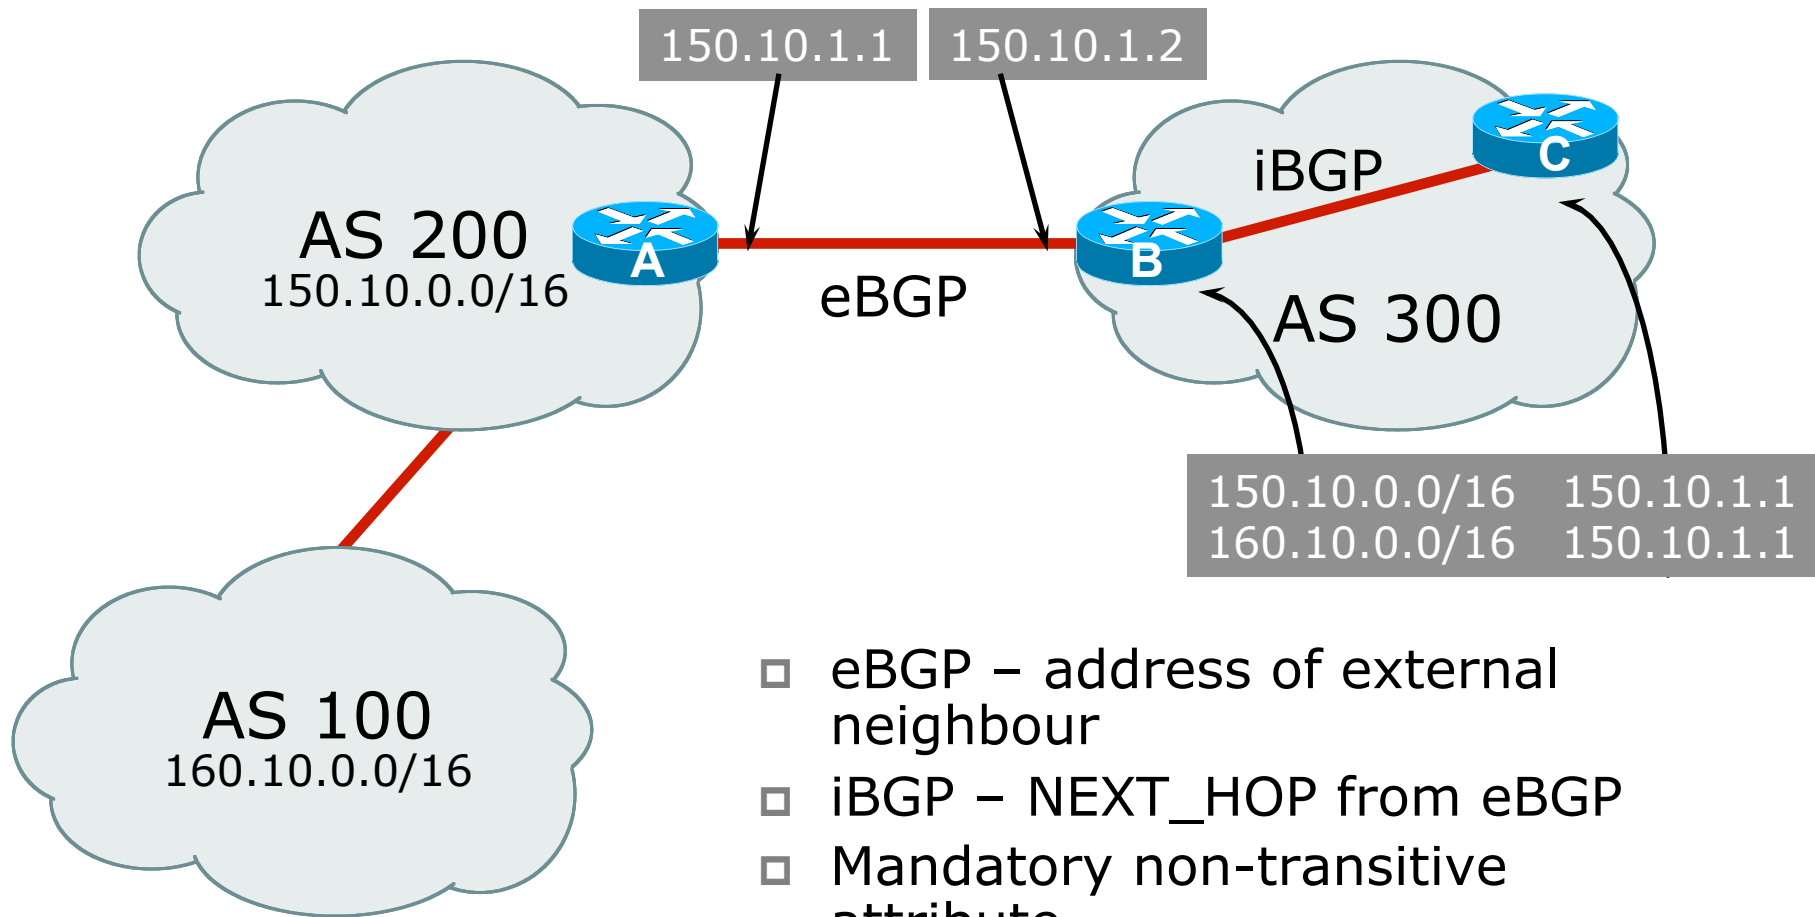 150.10.1.1 150.10.1.2
C
iBGP
AS 200
A
B
150.10.0.0/16
eBGP
AS 300
150.10.0.0/16 150.10.1.1
160.10.0.0/16 150.10.1.1
AS 100
160.10.0.0/16
eBGP – address of external
neighbour
iBGP – NEXT_HOP from eBGP
Mandatory non-transitive
attribute